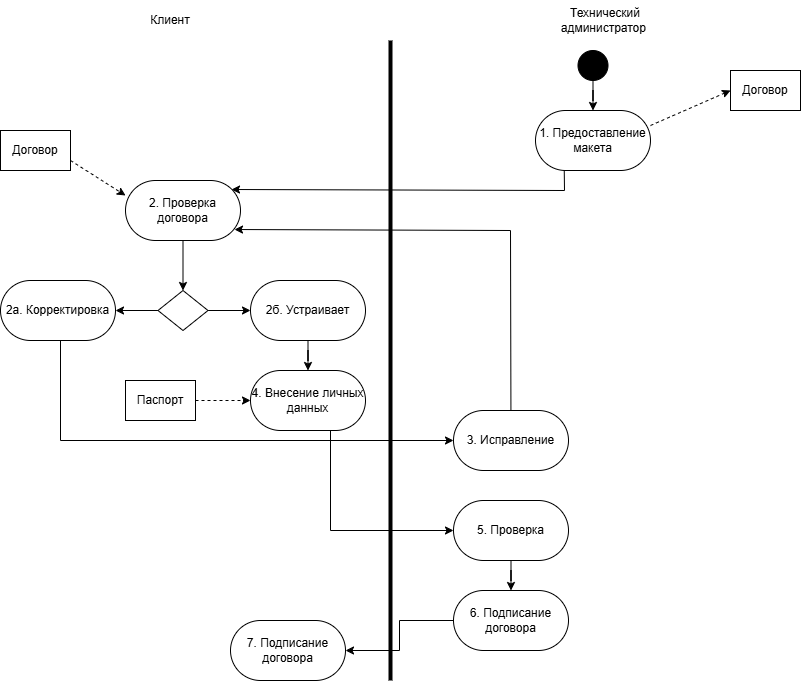 Клиент
Технический
администратор
Договор
1. Предоставление
макета
Договор
2. Проверка
договора
2а. Корректировка
2б. Устраивает
Паспорт
4. Внесение личных
данных
3. Исправление
5. Проверка
6. Подписание
договора
7. Подписание
договора